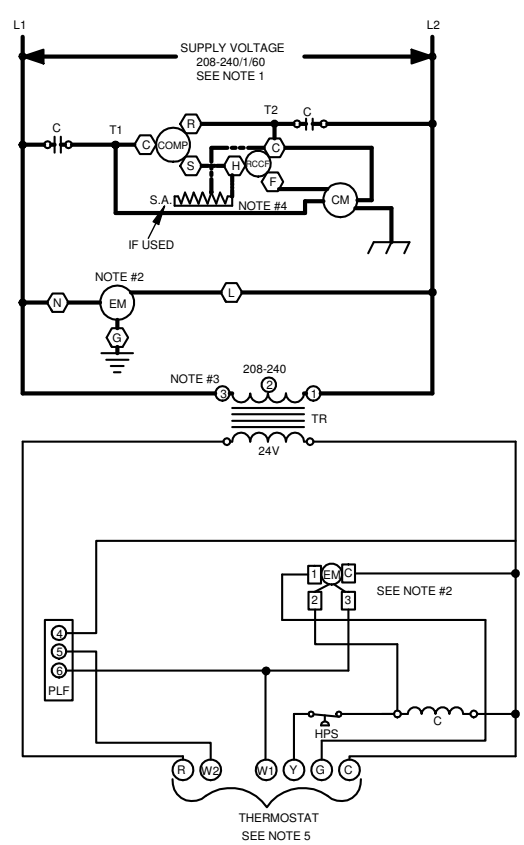 L1
L2
SUPPLY VOLTAGE
208-240/1/60
SEE NOTE 1
C
T1
C
COMP
R
S
T2
C
C
H
RCCF
F
S.A.
NOTE #4
CM
IF USED
NOTE #2
N
EM
L
G
NOTE #3
208-240
3
2
1
TR
24V
1
EM
C
2
3
SEE NOTE #2
4
5
6
PLF
HPS
C
R
W2
W1
Y
G
C
THERMOSTAT
SEE NOTE 5